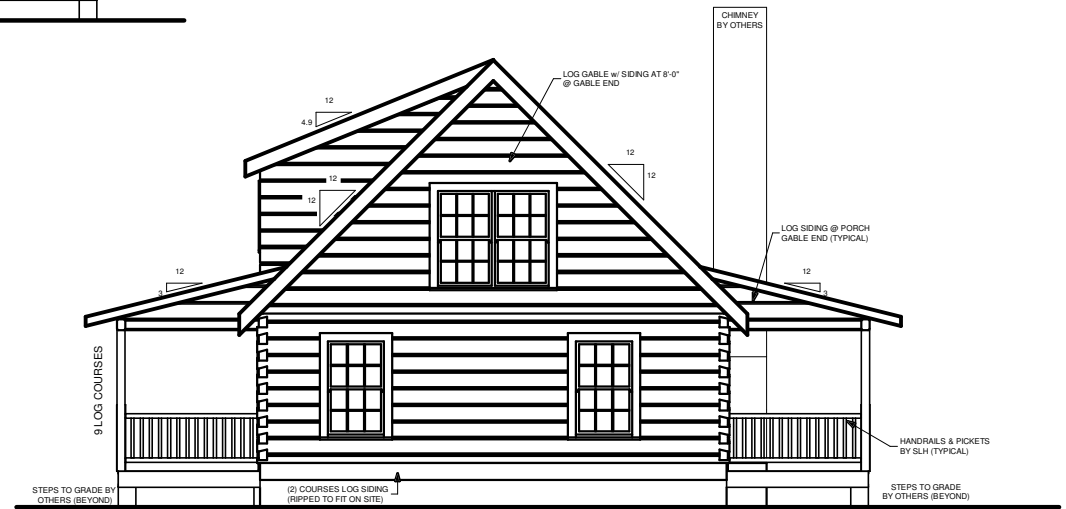 CHIMNEY
BY OTHERS
LOG GABLE w/ SIDING AT 8'-0"
@ GABLE END
12
4.9
12
12
12
12
LOG SIDING @ PORCH
GABLE END (TYPICAL)
12
3
12
3
9 LOG COURSES
HANDRAILS & PICKETS
BY SLH (TYPICAL)
STEPS TO GRADE BY
OTHERS (BEYOND)
(2) COURSES LOG SIDING
(RIPPED TO FIT ON SITE)
STEPS TO GRADE
BY OTHERS (BEYOND)